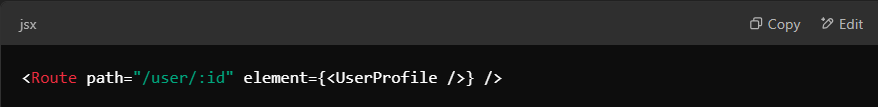 jsx Copy Edit
<Route path="/user/:id" element={<UserProfile />} />